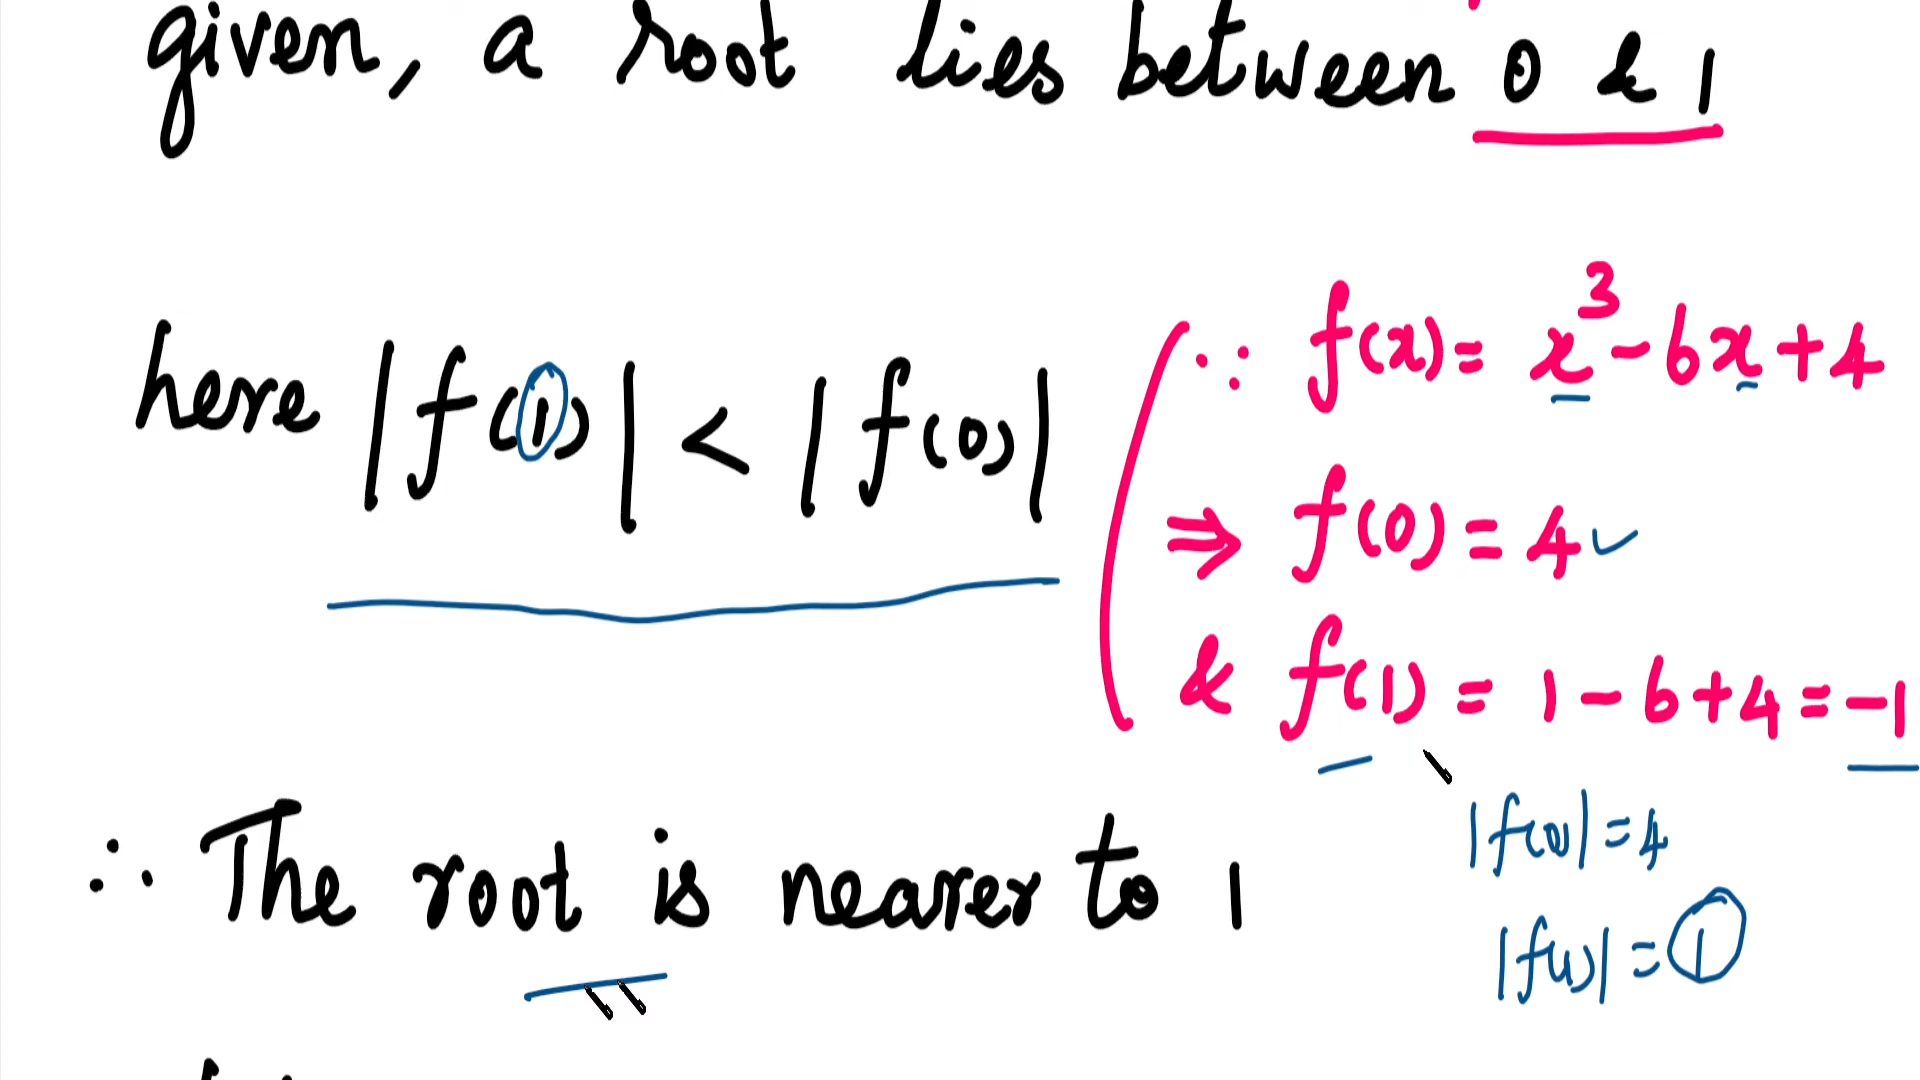 given, a root lies between 0 & 1
here |f(1)| < |f(0)|
∵ f(x) = x³ - 6x + 4
⇒ f(0) = 4 ✓
& f(1) = 1 - 6 + 4 = -1
|f(0)| = 4
|f(1)| = 1
∴ The root is nearer to 1